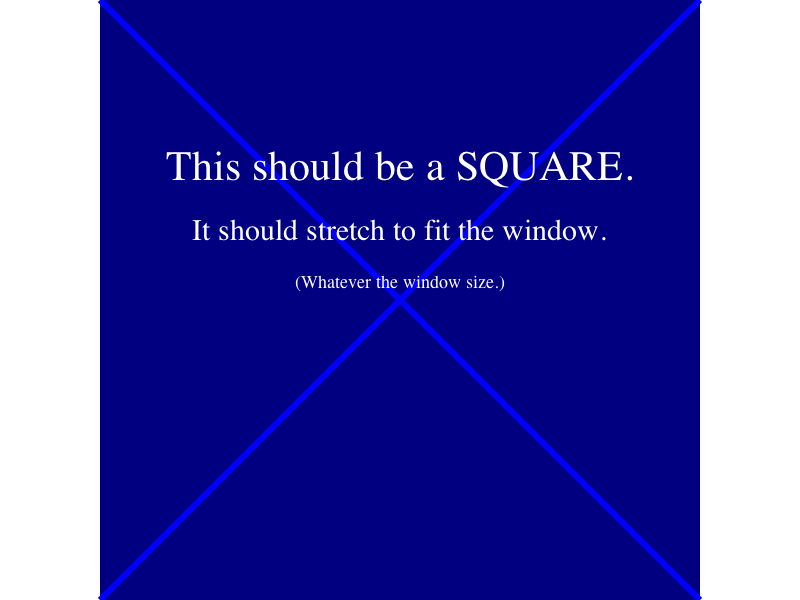 This should be a SQUARE.
It should stretch to fit the window.
(Whatever the window size.)